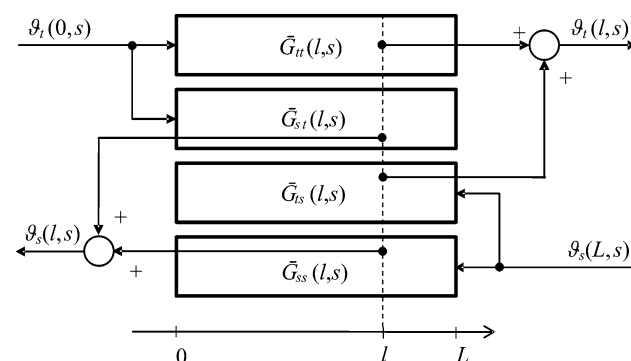 ϑₜ(0,s)
Ḡₜₜ(l,s)
+
ϑₜ(l,s)
+
Ḡₛₜ(l,s)
Ḡₜₛ(l,s)
+
ϑₛ(l,s)
+
Ḡₛₛ(l,s)
ϑₛ(L,s)
0
l
L